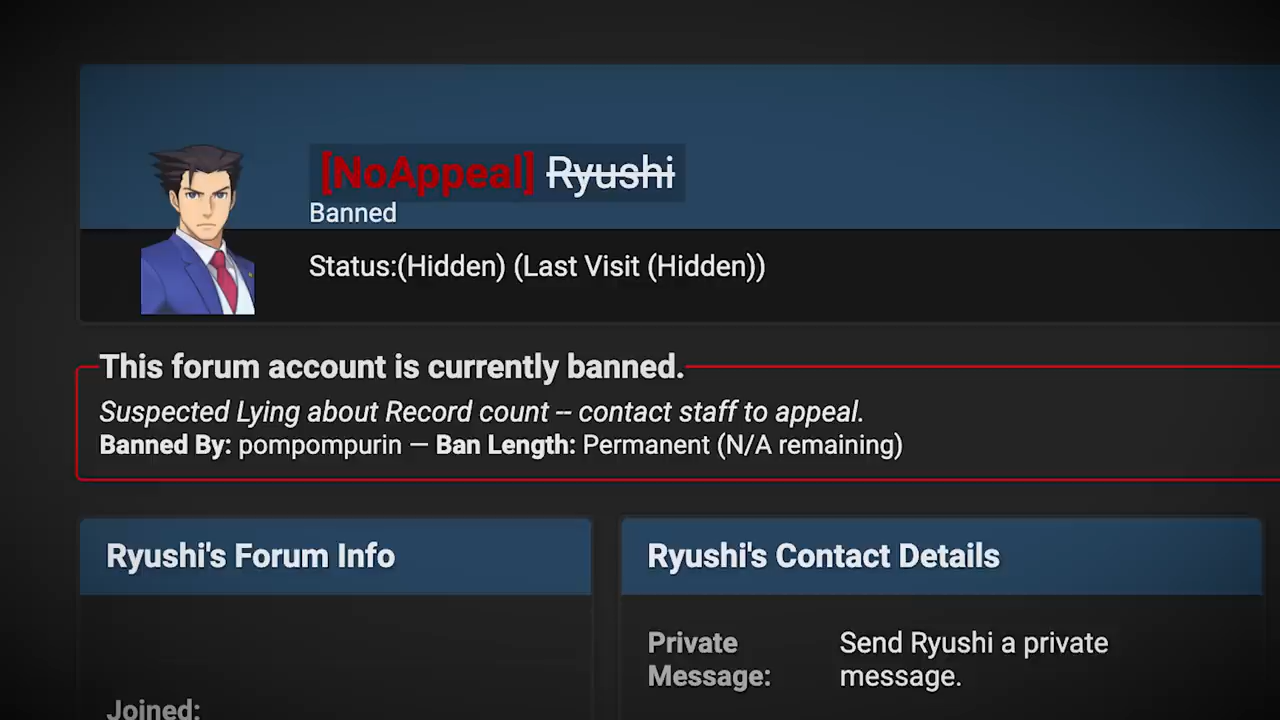 [NoAppeal] Ryushi
Banned
Status:(Hidden) (Last Visit (Hidden))
This forum account is currently banned.
Suspected Lying about Record count -- contact staff to appeal.
Banned By: pompompurin — Ban Length: Permanent (N/A remaining)
Ryushi's Forum Info
Ryushi's Contact Details
Private Message:
Send Ryushi a private
message.
Joined: